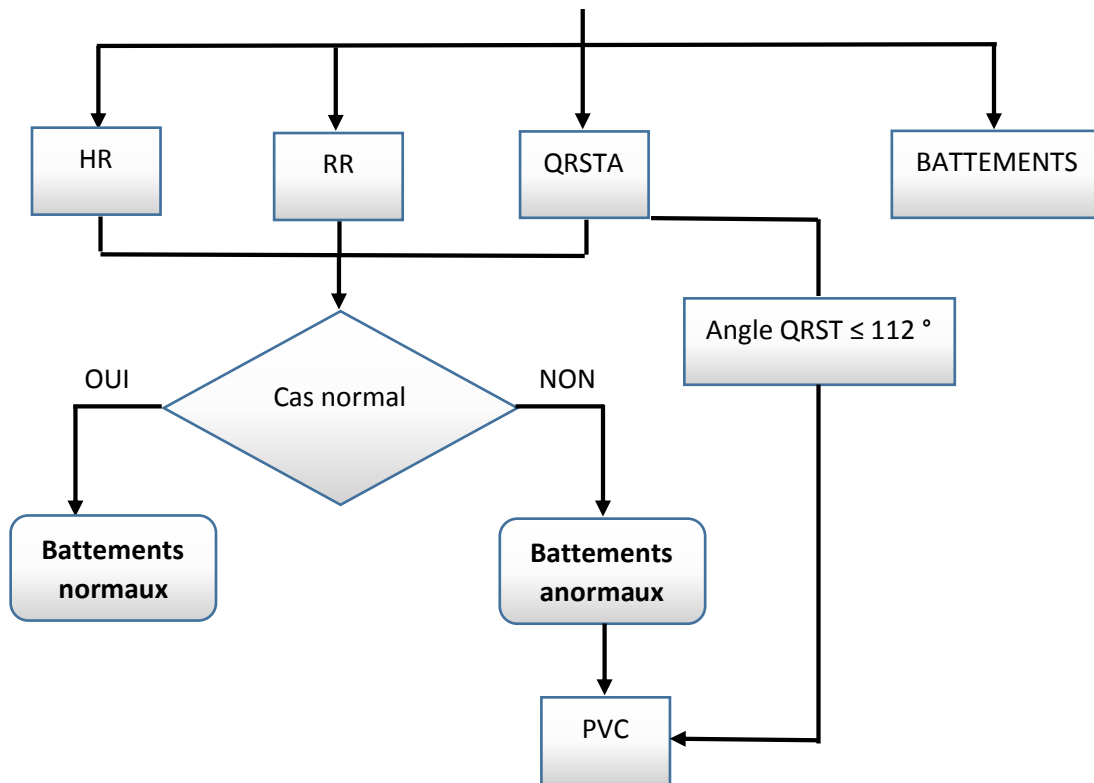 HR
RR
QRSTA
BATTEMENTS
Angle QRST ≤ 112 °
OUI
NON
Cas normal
Battements
normaux
Battements
anormaux
PVC